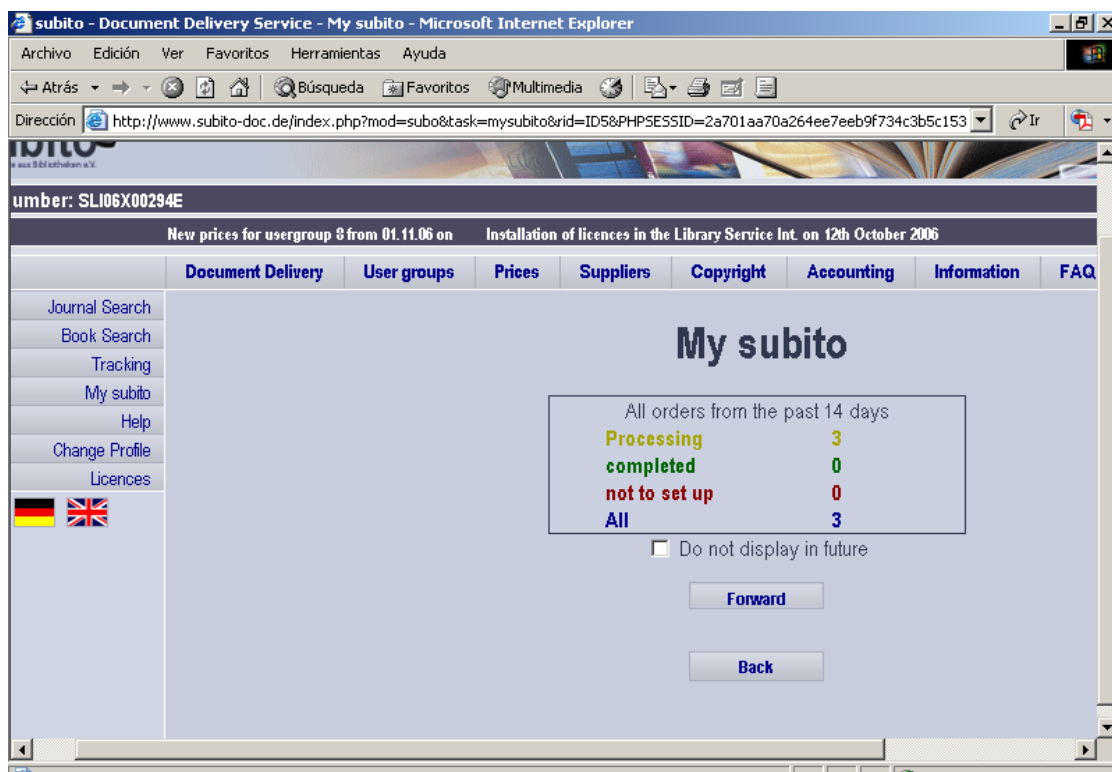 subito - Document Delivery Service - My subito - Microsoft Internet Explorer
Archivo Edición Ver Favoritos Herramientas Ayuda
Atrás Búsqueda Favoritos Multimedia
Dirección http://www.subito-doc.de/index.php?mod=subo&task=mysubito&rid=ID5&PHPSESSID=2a701aa70a264ee7eeb9f734c3b5c153 Ir
bito
e aus Bibliotheken e.V.
umber: SLI06X00294E
New prices for usergroup 8 from 01.11.06 on Installation of licences in the Library Service Int. on 12th October 2006
Document Delivery User groups Prices Suppliers Copyright Accounting Information FAQ
Journal Search
Book Search
Tracking
My subito
Help
Change Profile
Licences
My subito
All orders from the past 14 days
Processing 3
completed 0
not to set up 0
All 3
Do not display in future
Forward
Back